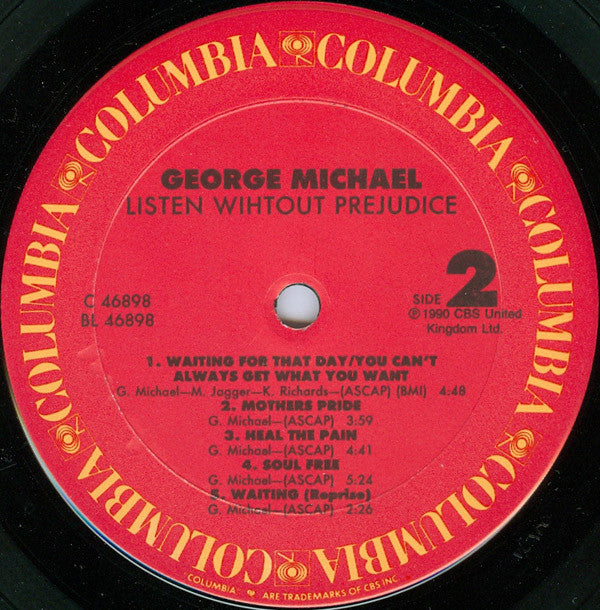 COLUMBIA COLUMBIA COLUMBIA COLUMBIA COLUMBIA COLUMBIA COLUMBIA COLUMBIA
GEORGE MICHAEL
LISTEN WIHTOUT PREJUDICE
C 46898
BL 46898
SIDE 2
℗ 1990 CBS United
Kingdom Ltd.
1. WAITING FOR THAT DAY/YOU CAN'T
ALWAYS GET WHAT YOU WANT
G. Michael—M. Jagger—K. Richards—(ASCAP) (BMI) 4:48
2. MOTHERS PRIDE
G. Michael—(ASCAP) 3:59
3. HEAL THE PAIN
G. Michael—(ASCAP) 4:41
4. SOUL FREE
G. Michael—(ASCAP) 5:24
5. WAITING (Reprise)
G. Michael—(ASCAP) 2:26
COLUMBIA, ARE TRADEMARKS OF CBS INC.